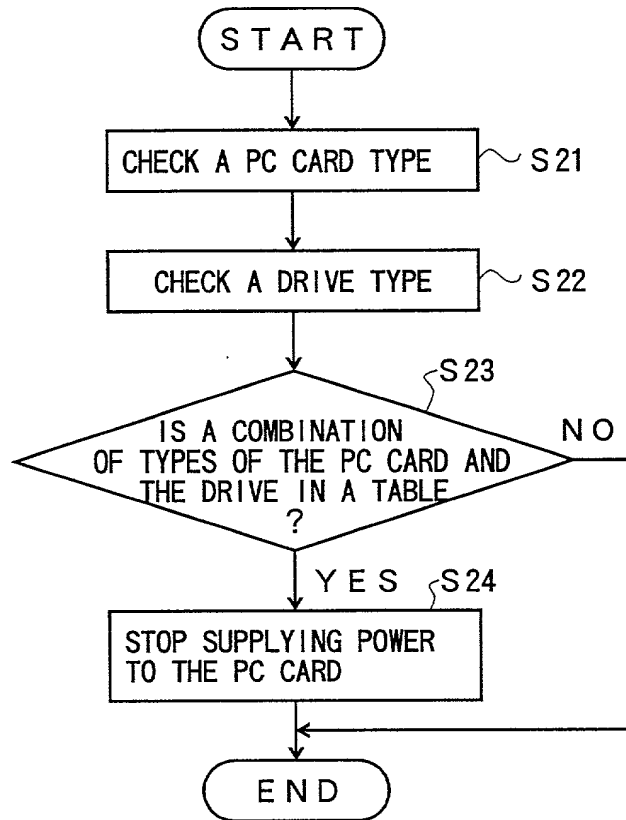 START
CHECK A PC CARD TYPE
S21
CHECK A DRIVE TYPE
S22
S23
IS A COMBINATION
OF TYPES OF THE PC CARD AND
THE DRIVE IN A TABLE
?
NO
YES
S24
STOP SUPPLYING POWER
TO THE PC CARD
END